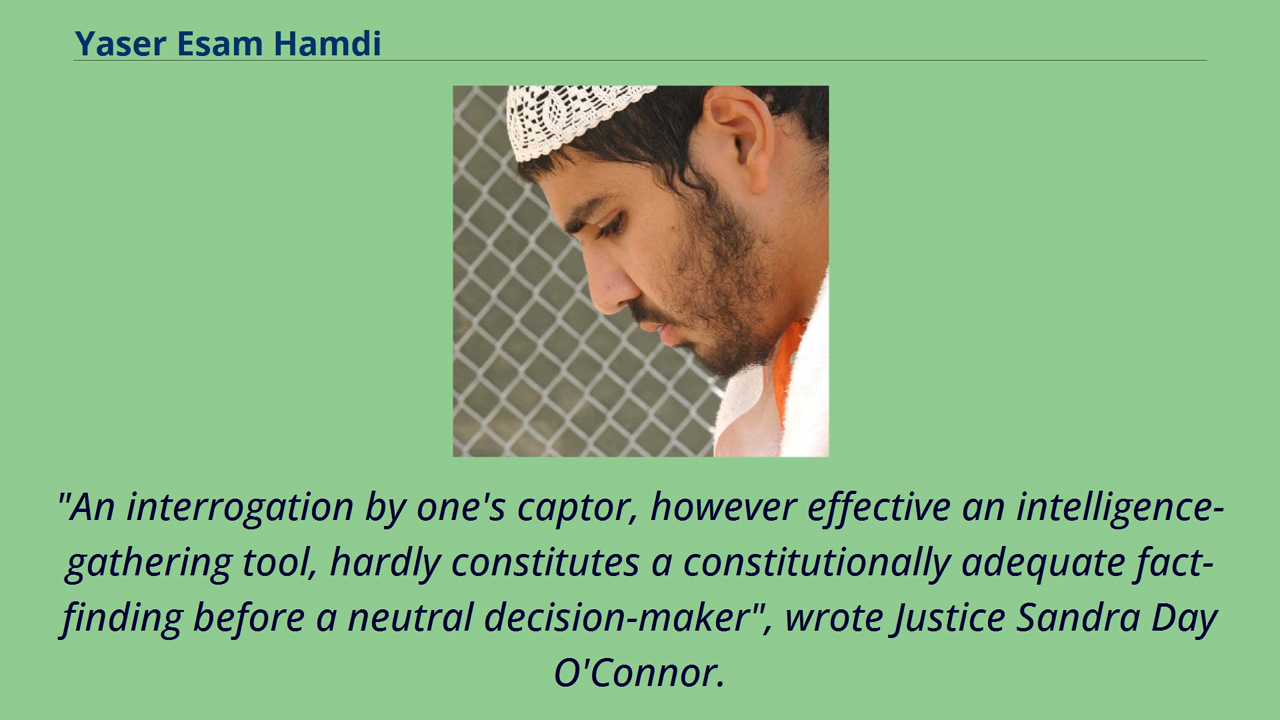 Yaser Esam Hamdi
"An interrogation by one's captor, however effective an intelligence-
gathering tool, hardly constitutes a constitutionally adequate fact-
finding before a neutral decision-maker", wrote Justice Sandra Day
O'Connor.